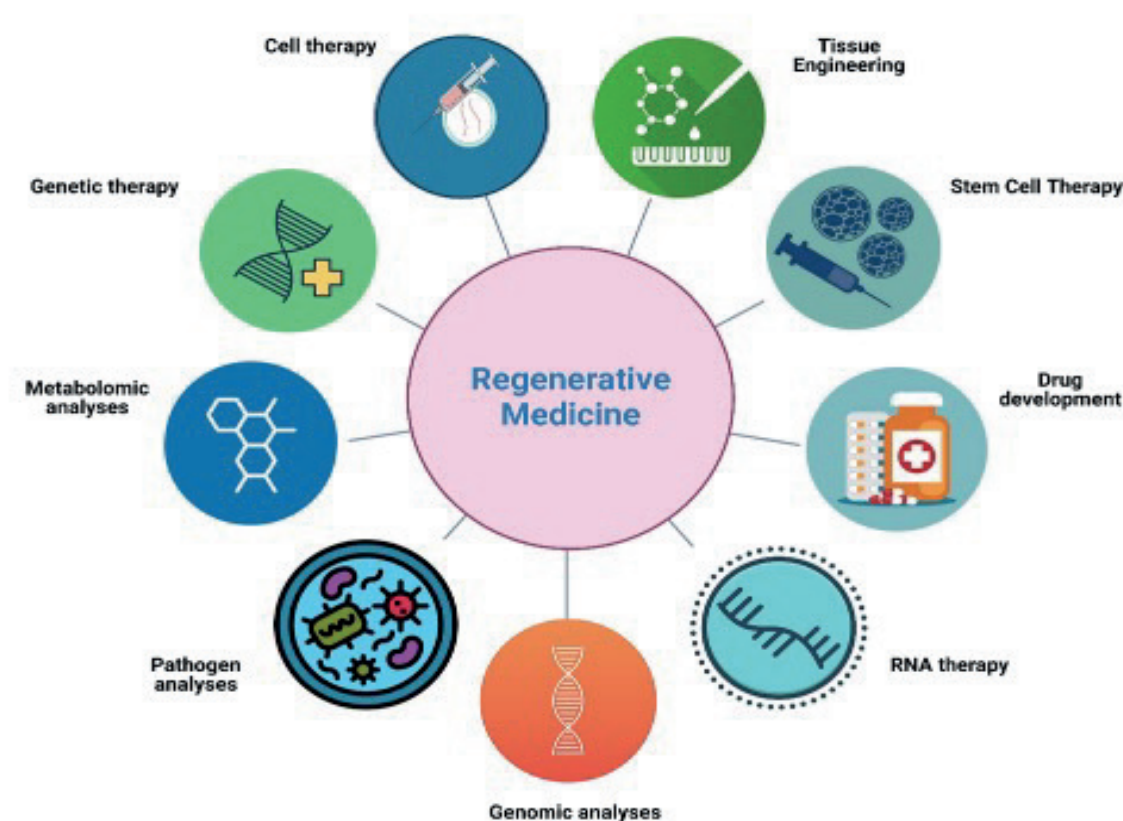 Cell therapy
Tissue
Engineering
Genetic therapy
Stem Cell Therapy
Regenerative
Medicine
Metabolomic
analyses
Drug
development
Pathogen
analyses
RNA therapy
Genomic analyses